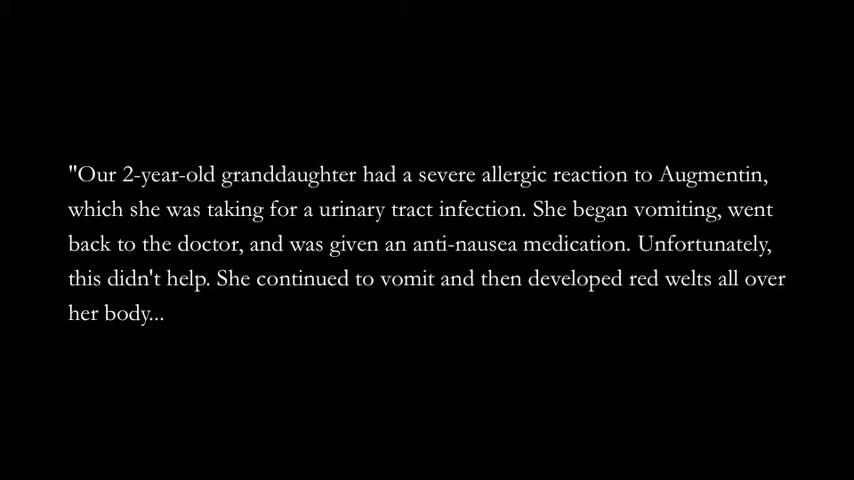 "Our 2-year-old granddaughter had a severe allergic reaction to Augmentin,
which she was taking for a urinary tract infection. She began vomiting, went
back to the doctor, and was given an anti-nausea medication. Unfortunately,
this didn't help. She continued to vomit and then developed red welts all over
her body...